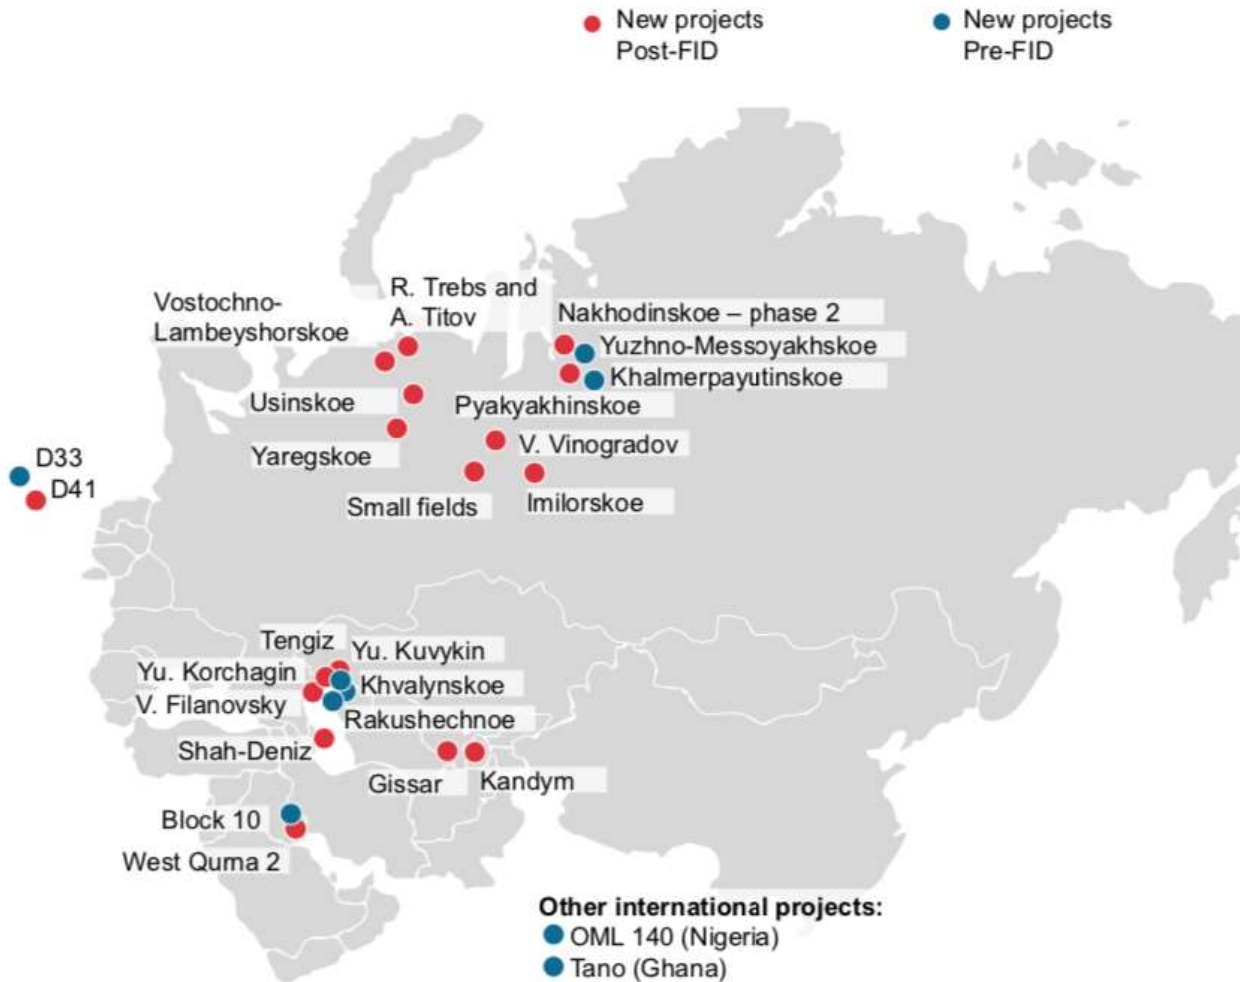 New projects
Post-FID
New projects
Pre-FID
R. Trebs and
A. Titov
Vostochno-
Lambeyshorskoe
Nakhodinskoe – phase 2
Yuzhno-Messoyakhskoe
Khalmerpayutinskoe
Usinskoe
Pyakyakhinskoe
Yaregskoe
V. Vinogradov
D33
D41
Small fields
Imilorskoe
Tengiz
Yu. Kuvykin
Yu. Korchagin
Khvalynskoe
V. Filanovsky
Rakushechnoe
Shah-Deniz
Gissar
Kandym
Block 10
West Qurna 2
Other international projects:
OML 140 (Nigeria)
Tano (Ghana)